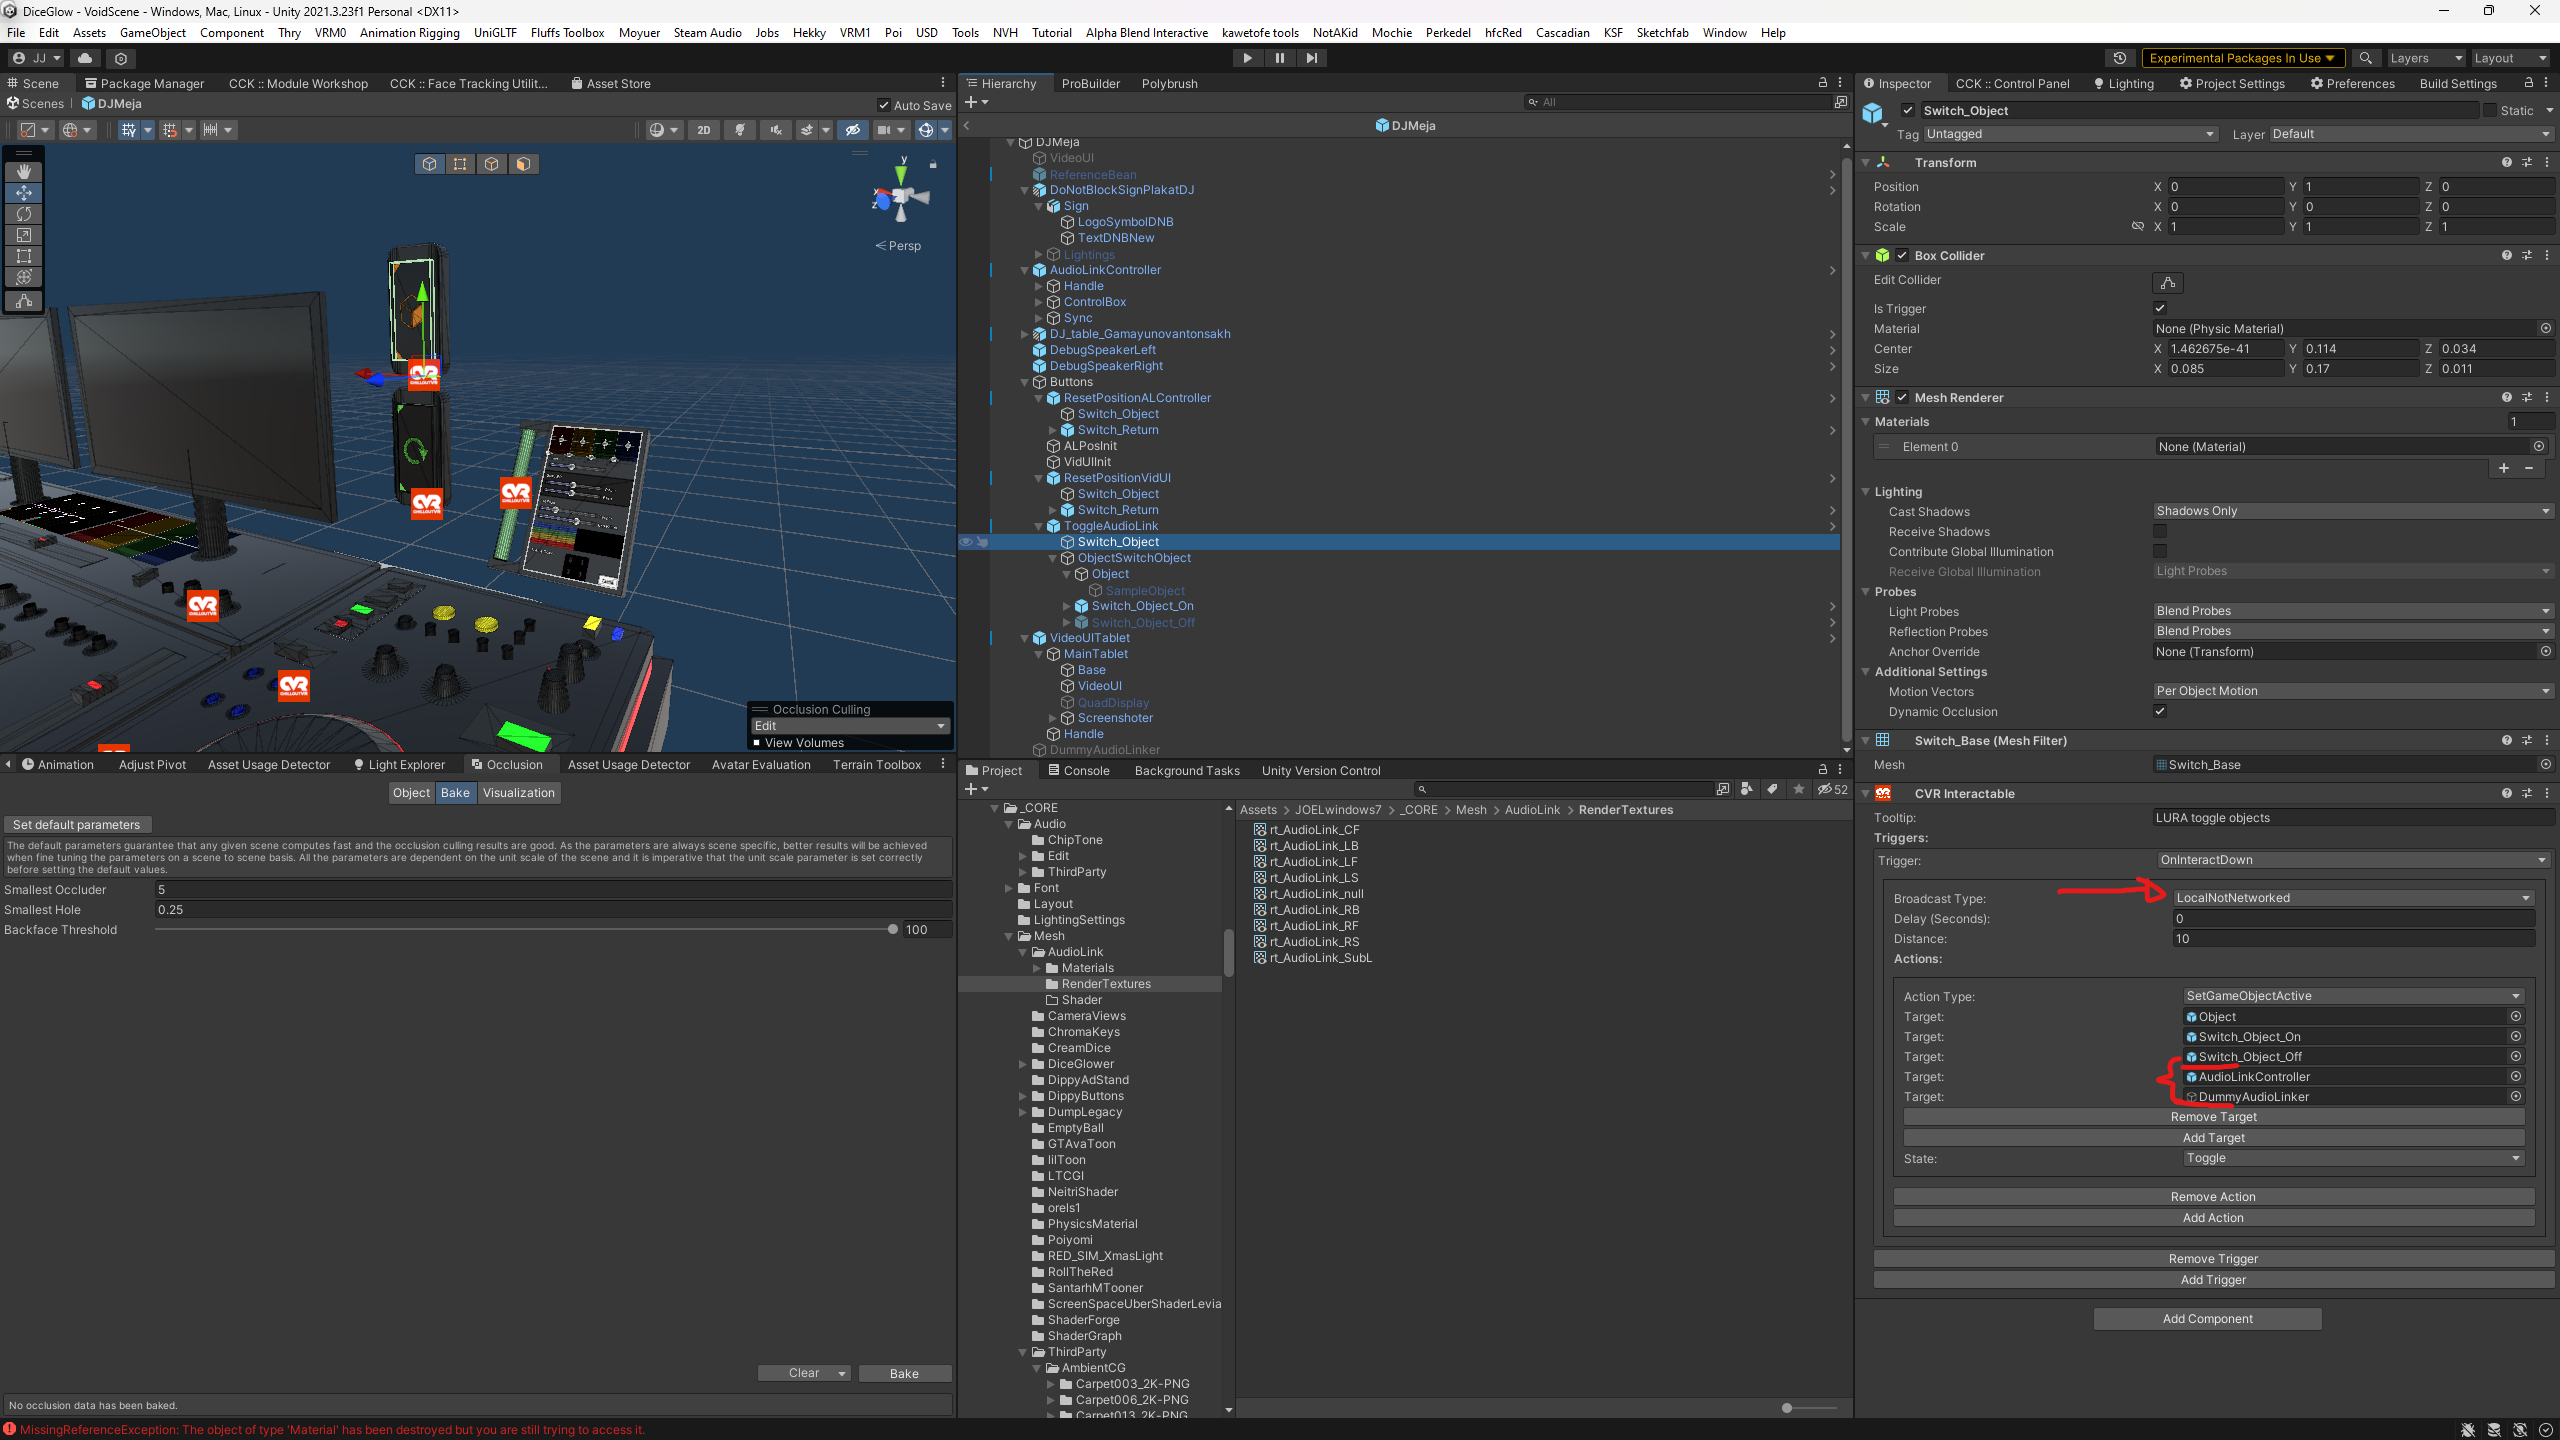 DiceGlow - VoidScene - Windows, Mac, Linux - Unity 2021.3.23f1 Personal <DX11>
File Edit Assets GameObject Component Thry VRM0 Animation Rigging UniGLTF Fluffs Toolbox Moyuer Steam Audio Jobs Hekky VRM1 Poi USD Tools NVH Tutorial Alpha Blend Interactive kawetofe tools NotAKid Mochie Perkedel hfcRed Cascadian KSF Sketchfab Window Help
JJ
Experimental Packages In Use
Layers
Layout
Scene
Package Manager
CCK :: Module Workshop
CCK :: Face Tracking Utilit...
Asset Store
Scenes
DJMeja
Auto Save
2D
y
x
z
Persp
CVR
CHILLOUTVR
CVR
CHILLOUTVR
CVR
CHILLOUTVR
CVR
CHILLOUTVR
CVR
CHILLOUTVR
Occlusion Culling
Edit
View Volumes
Animation
Adjust Pivot
Asset Usage Detector
Light Explorer
Occlusion
Asset Usage Detector
Avatar Evaluation
Terrain Toolbox
Object
Bake
Visualization
Set default parameters
The default parameters guarantee that any given scene computes fast and the occlusion culling results are good. As the parameters are always scene specific, better results will be achieved
when fine tuning the parameters on a scene to scene basis. All the parameters are dependent on the unit scale of the scene and it is imperative that the unit scale parameter is set correctly
before setting the default values.
Smallest Occluder 5
Smallest Hole 0.25
Backface Threshold 100
Clear
Bake
No occlusion data has been baked.
MissingReferenceException: The object of type 'Material' has been destroyed but you are still trying to access it.
Hierarchy
ProBuilder
Polybrush
All
DJMeja
DJMeja
VideoUI
ReferenceBean
DoNotBlockSignPlakatDJ
Sign
LogoSymbolDNB
TextDNBNew
Lightings
AudioLinkController
Handle
ControlBox
Sync
DJ_table_Gamayunovantonsakh
DebugSpeakerLeft
DebugSpeakerRight
Buttons
ResetPositionALController
Switch_Object
Switch_Return
ALPosInit
VidUIInit
ResetPositionVidUI
Switch_Object
Switch_Return
ToggleAudioLink
Switch_Object
ObjectSwitchObject
Object
SampleObject
Switch_Object_On
Switch_Object_Off
VideoUITablet
MainTablet
Base
VideoUI
QuadDisplay
Screenshoter
Handle
DummyAudioLinker
Project
Console
Background Tasks
Unity Version Control
52
_CORE
Audio
ChipTone
Edit
ThirdParty
Font
Layout
LightingSettings
Mesh
AudioLink
Materials
RenderTextures
Shader
CameraViews
ChromaKeys
CreamDice
DiceGlower
DippyAdStand
DippyButtons
DumpLegacy
EmptyBall
GTAvaToon
lilToon
LTCGI
NeitriShader
orels1
PhysicsMaterial
Poiyomi
RED_SIM_XmasLight
RollTheRed
SantarhMTooner
ScreenSpaceUberShaderLevia
ShaderForge
ShaderGraph
ThirdParty
AmbientCG
Carpet003_2K-PNG
Carpet006_2K-PNG
Carpet013_2K-PNG
Assets > JOELwindows7 > _CORE > Mesh > AudioLink > RenderTextures
rt_AudioLink_CF
rt_AudioLink_LB
rt_AudioLink_LF
rt_AudioLink_LS
rt_AudioLink_null
rt_AudioLink_RB
rt_AudioLink_RF
rt_AudioLink_RS
rt_AudioLink_SubL
Inspector
CCK :: Control Panel
Lighting
Project Settings
Preferences
Build Settings
Switch_Object
Static
Tag Untagged
Layer Default
Transform
Position X 0 Y 1 Z 0
Rotation X 0 Y 0 Z 0
Scale X 1 Y 1 Z 1
Box Collider
Edit Collider
Is Trigger
Material None (Physic Material)
Center X 1.462675e-41 Y 0.114 Z 0.034
Size X 0.085 Y 0.17 Z 0.011
Mesh Renderer
Materials 1
Element 0 None (Material)
Lighting
Cast Shadows Shadows Only
Receive Shadows
Contribute Global Illumination
Receive Global Illumination Light Probes
Probes
Light Probes Blend Probes
Reflection Probes Blend Probes
Anchor Override None (Transform)
Additional Settings
Motion Vectors Per Object Motion
Dynamic Occlusion
Switch_Base (Mesh Filter)
Mesh Switch_Base
CVR Interactable
Tooltip: LURA toggle objects
Triggers:
Trigger: OnInteractDown
Broadcast Type: LocalNotNetworked
Delay (Seconds): 0
Distance: 10
Actions:
Action Type: SetGameObjectActive
Target: Object
Target: Switch_Object_On
Target: Switch_Object_Off
Target: AudioLinkController
Target: DummyAudioLinker
Remove Target
Add Target
State: Toggle
Remove Action
Add Action
Remove Trigger
Add Trigger
Add Component